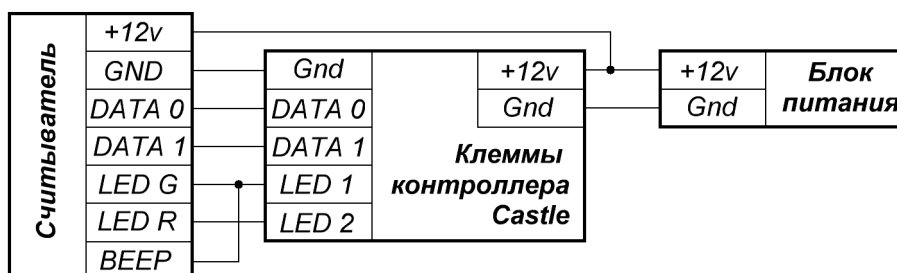 Считыватель
+12v
GND
DATA 0
DATA 1
LED G
LED R
BEEP
Gnd
DATA 0
DATA 1
LED 1
LED 2
+12v
Gnd
Клеммы
контроллера
Castle
+12v
Gnd
Блок
питания